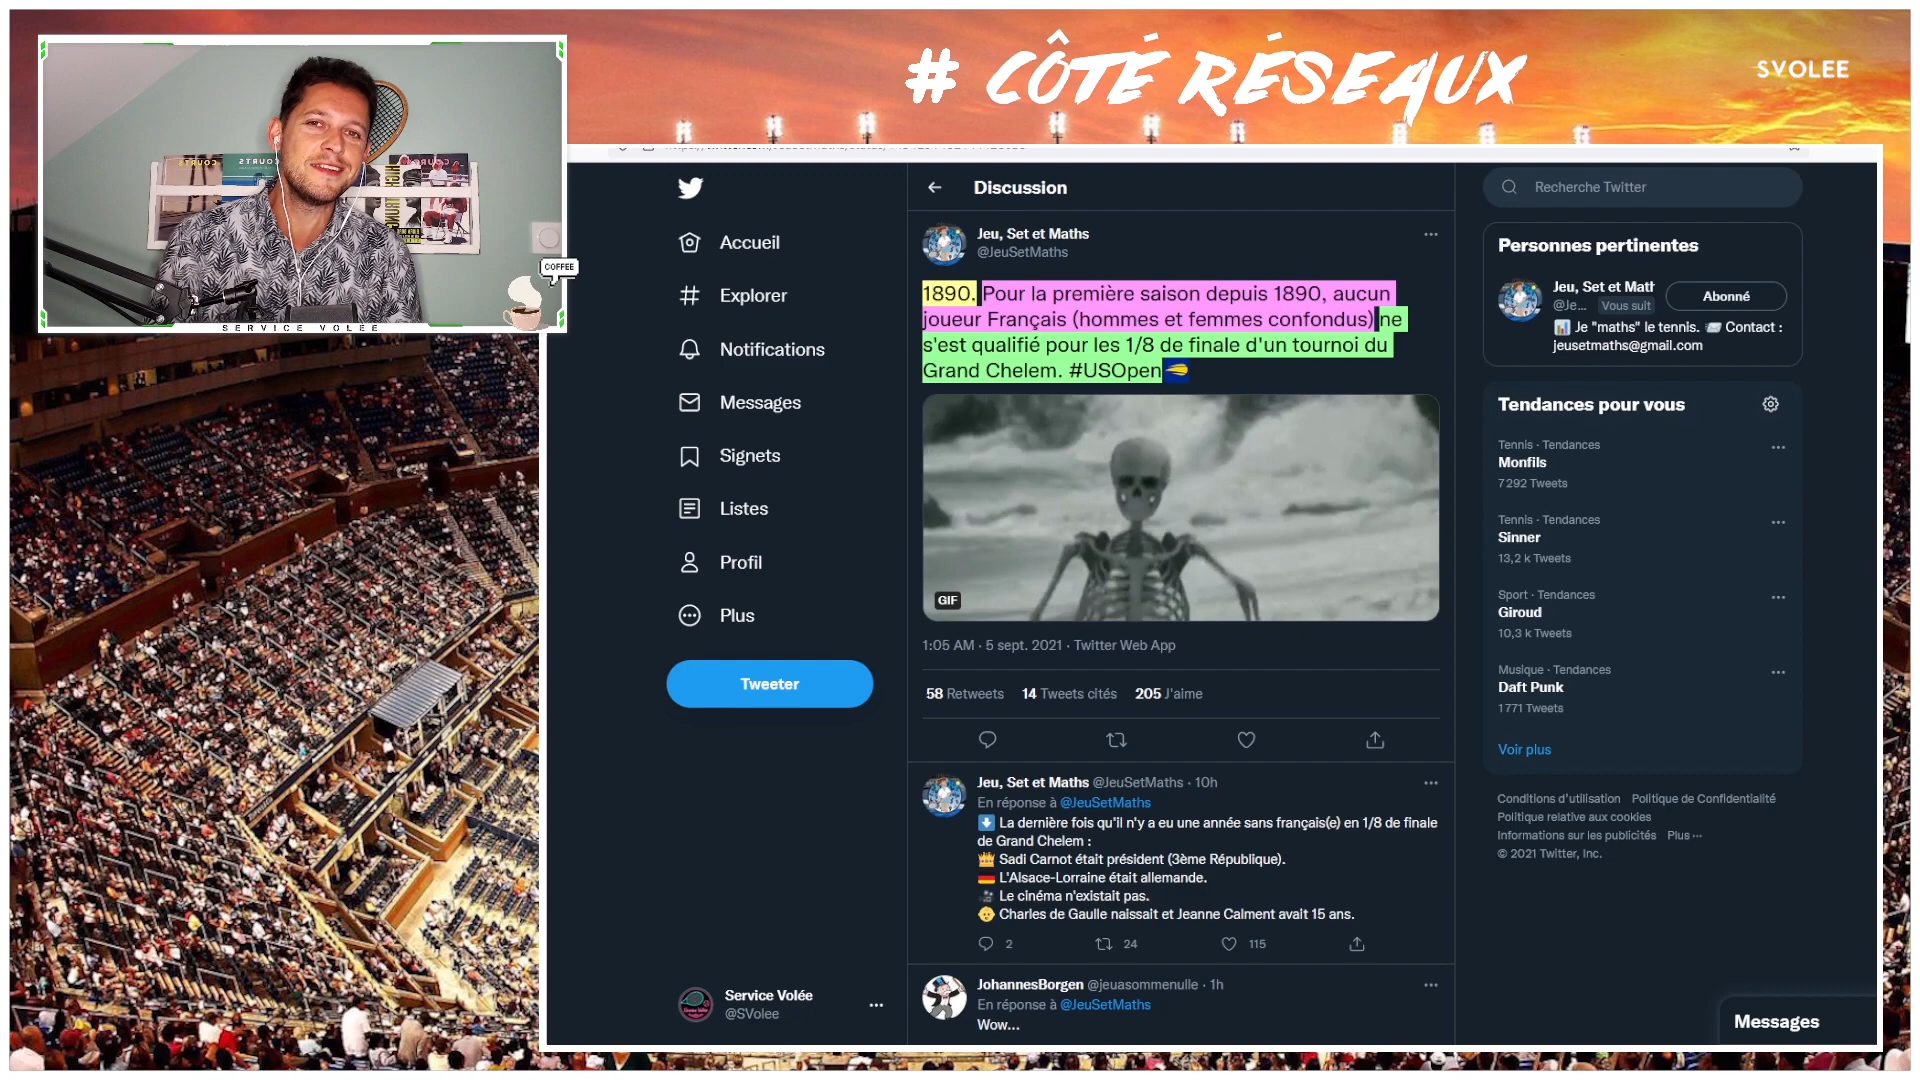 # CÔTÉ RÉSEAUX
SVOLEE
COURTS
COURTS
COFFEE
SERVICE VOLÉE
Accueil
Explorer
Notifications
Messages
Signets
Listes
Profil
Plus
Tweeter
Service Volée
@SVolee
Discussion
Jeu, Set et Maths
@JeuSetMaths
1890. Pour la première saison depuis 1890, aucun
joueur Français (hommes et femmes confondus) ne
s'est qualifié pour les 1/8 de finale d'un tournoi du
Grand Chelem. #USOpen
GIF
1:05 AM · 5 sept. 2021 · Twitter Web App
58 Retweets 14 Tweets cités 205 J'aime
Jeu, Set et Maths @JeuSetMaths · 10h
En réponse à @JeuSetMaths
La dernière fois qu'il n'y a eu une année sans français(e) en 1/8 de finale
de Grand Chelem :
Sadi Carnot était président (3ème République).
L'Alsace-Lorraine était allemande.
Le cinéma n'existait pas.
Charles de Gaulle naissait et Jeanne Calment avait 15 ans.
2 24 115
JohannesBorgen @jeuasommenulle · 1h
En réponse à @JeuSetMaths
Wow...
Recherche Twitter
Personnes pertinentes
Jeu, Set et Mat
@Je... Vous suit
Abonné
Je "maths" le tennis. Contact :
jeusetmaths@gmail.com
Tendances pour vous
Tennis · Tendances
Monfils
7 292 Tweets
Tennis · Tendances
Sinner
13,2 k Tweets
Sport · Tendances
Giroud
10,3 k Tweets
Musique · Tendances
Daft Punk
1 771 Tweets
Voir plus
Conditions d'utilisation Politique de Confidentialité
Politique relative aux cookies
Informations sur les publicités Plus ···
© 2021 Twitter, Inc.
Messages